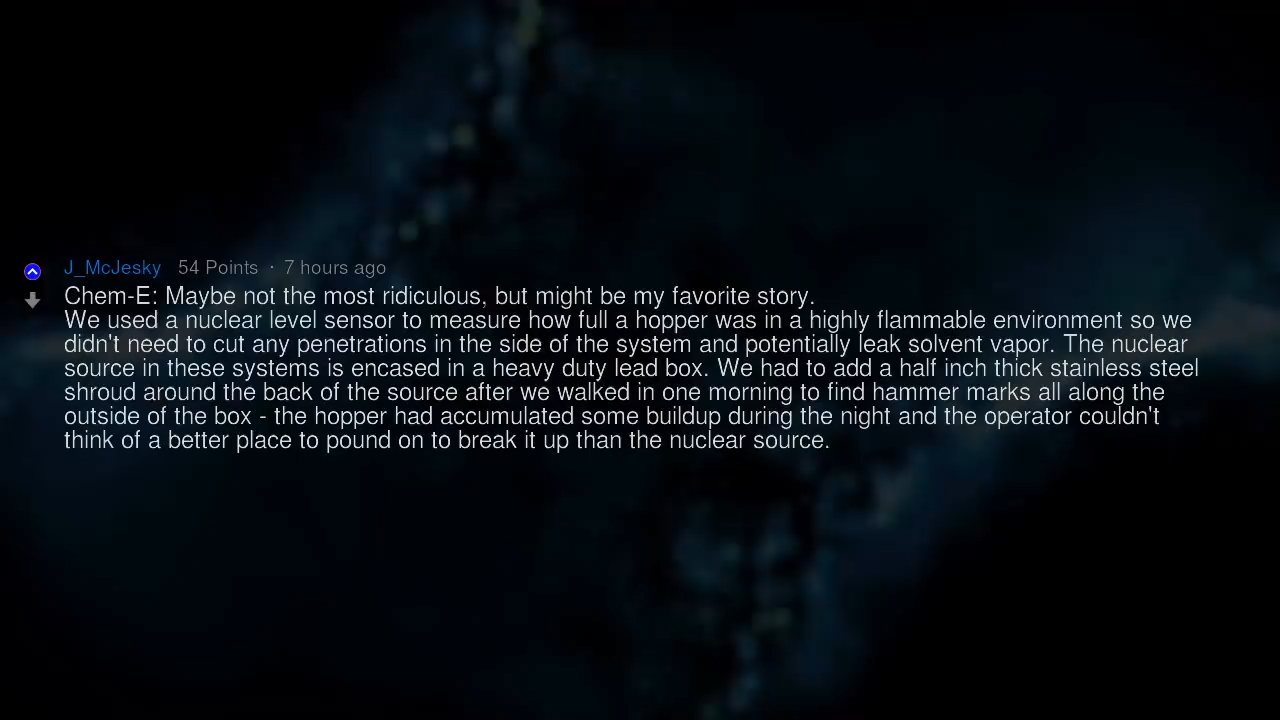 J_McJesky 54 Points · 7 hours ago
Chem-E: Maybe not the most ridiculous, but might be my favorite story.
We used a nuclear level sensor to measure how full a hopper was in a highly flammable environment so we
didn't need to cut any penetrations in the side of the system and potentially leak solvent vapor. The nuclear
source in these systems is encased in a heavy duty lead box. We had to add a half inch thick stainless steel
shroud around the back of the source after we walked in one morning to find hammer marks all along the
outside of the box - the hopper had accumulated some buildup during the night and the operator couldn't
think of a better place to pound on to break it up than the nuclear source.